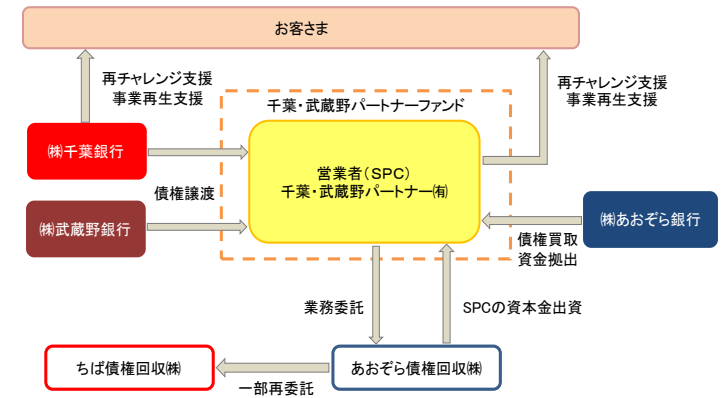 お客さま
再チャレンジ支援
事業再生支援
再チャレンジ支援
事業再生支援
千葉・武蔵野パートナーファンド
㈱千葉銀行
営業者(SPC)
千葉・武蔵野パートナー㈲
債権譲渡
㈱武蔵野銀行
㈱あおぞら銀行
債権買取
資金拠出
業務委託
SPCの資本金出資
ちば債権回収㈱
あおぞら債権回収㈱
一部再委託